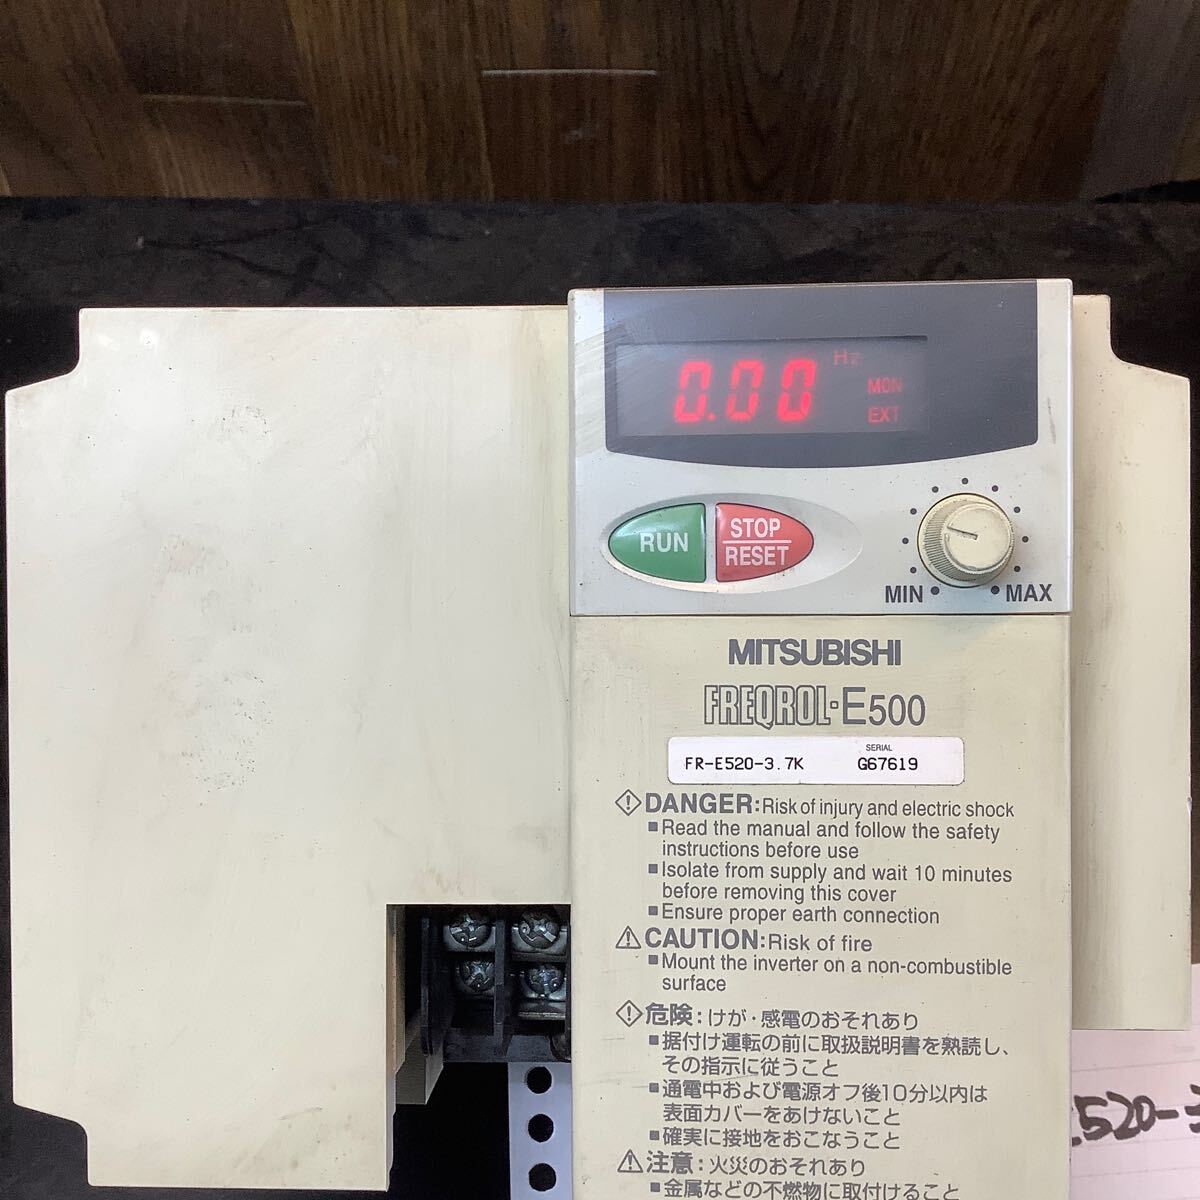 0.00 Hz
MON
EXT
RUN
STOP
RESET
MIN
MAX
MITSUBISHI
FREQROL-E500
SERIAL
FR-E520-3.7K G67619
DANGER: Risk of injury and electric shock
■Read the manual and follow the safety
instructions before use
■Isolate from supply and wait 10 minutes
before removing this cover
■Ensure proper earth connection
CAUTION: Risk of fire
■Mount the inverter on a non-combustible
surface
危険：けが・感電のおそれあり
■据付け運転の前に取扱説明書を熟読し、
その指示に従うこと
■通電中および電源オフ後10分以内は
表面カバーをあけないこと
■確実に接地をおこなうこと
注意：火災のおそれあり
■金属などの不燃物に取付けること
520-